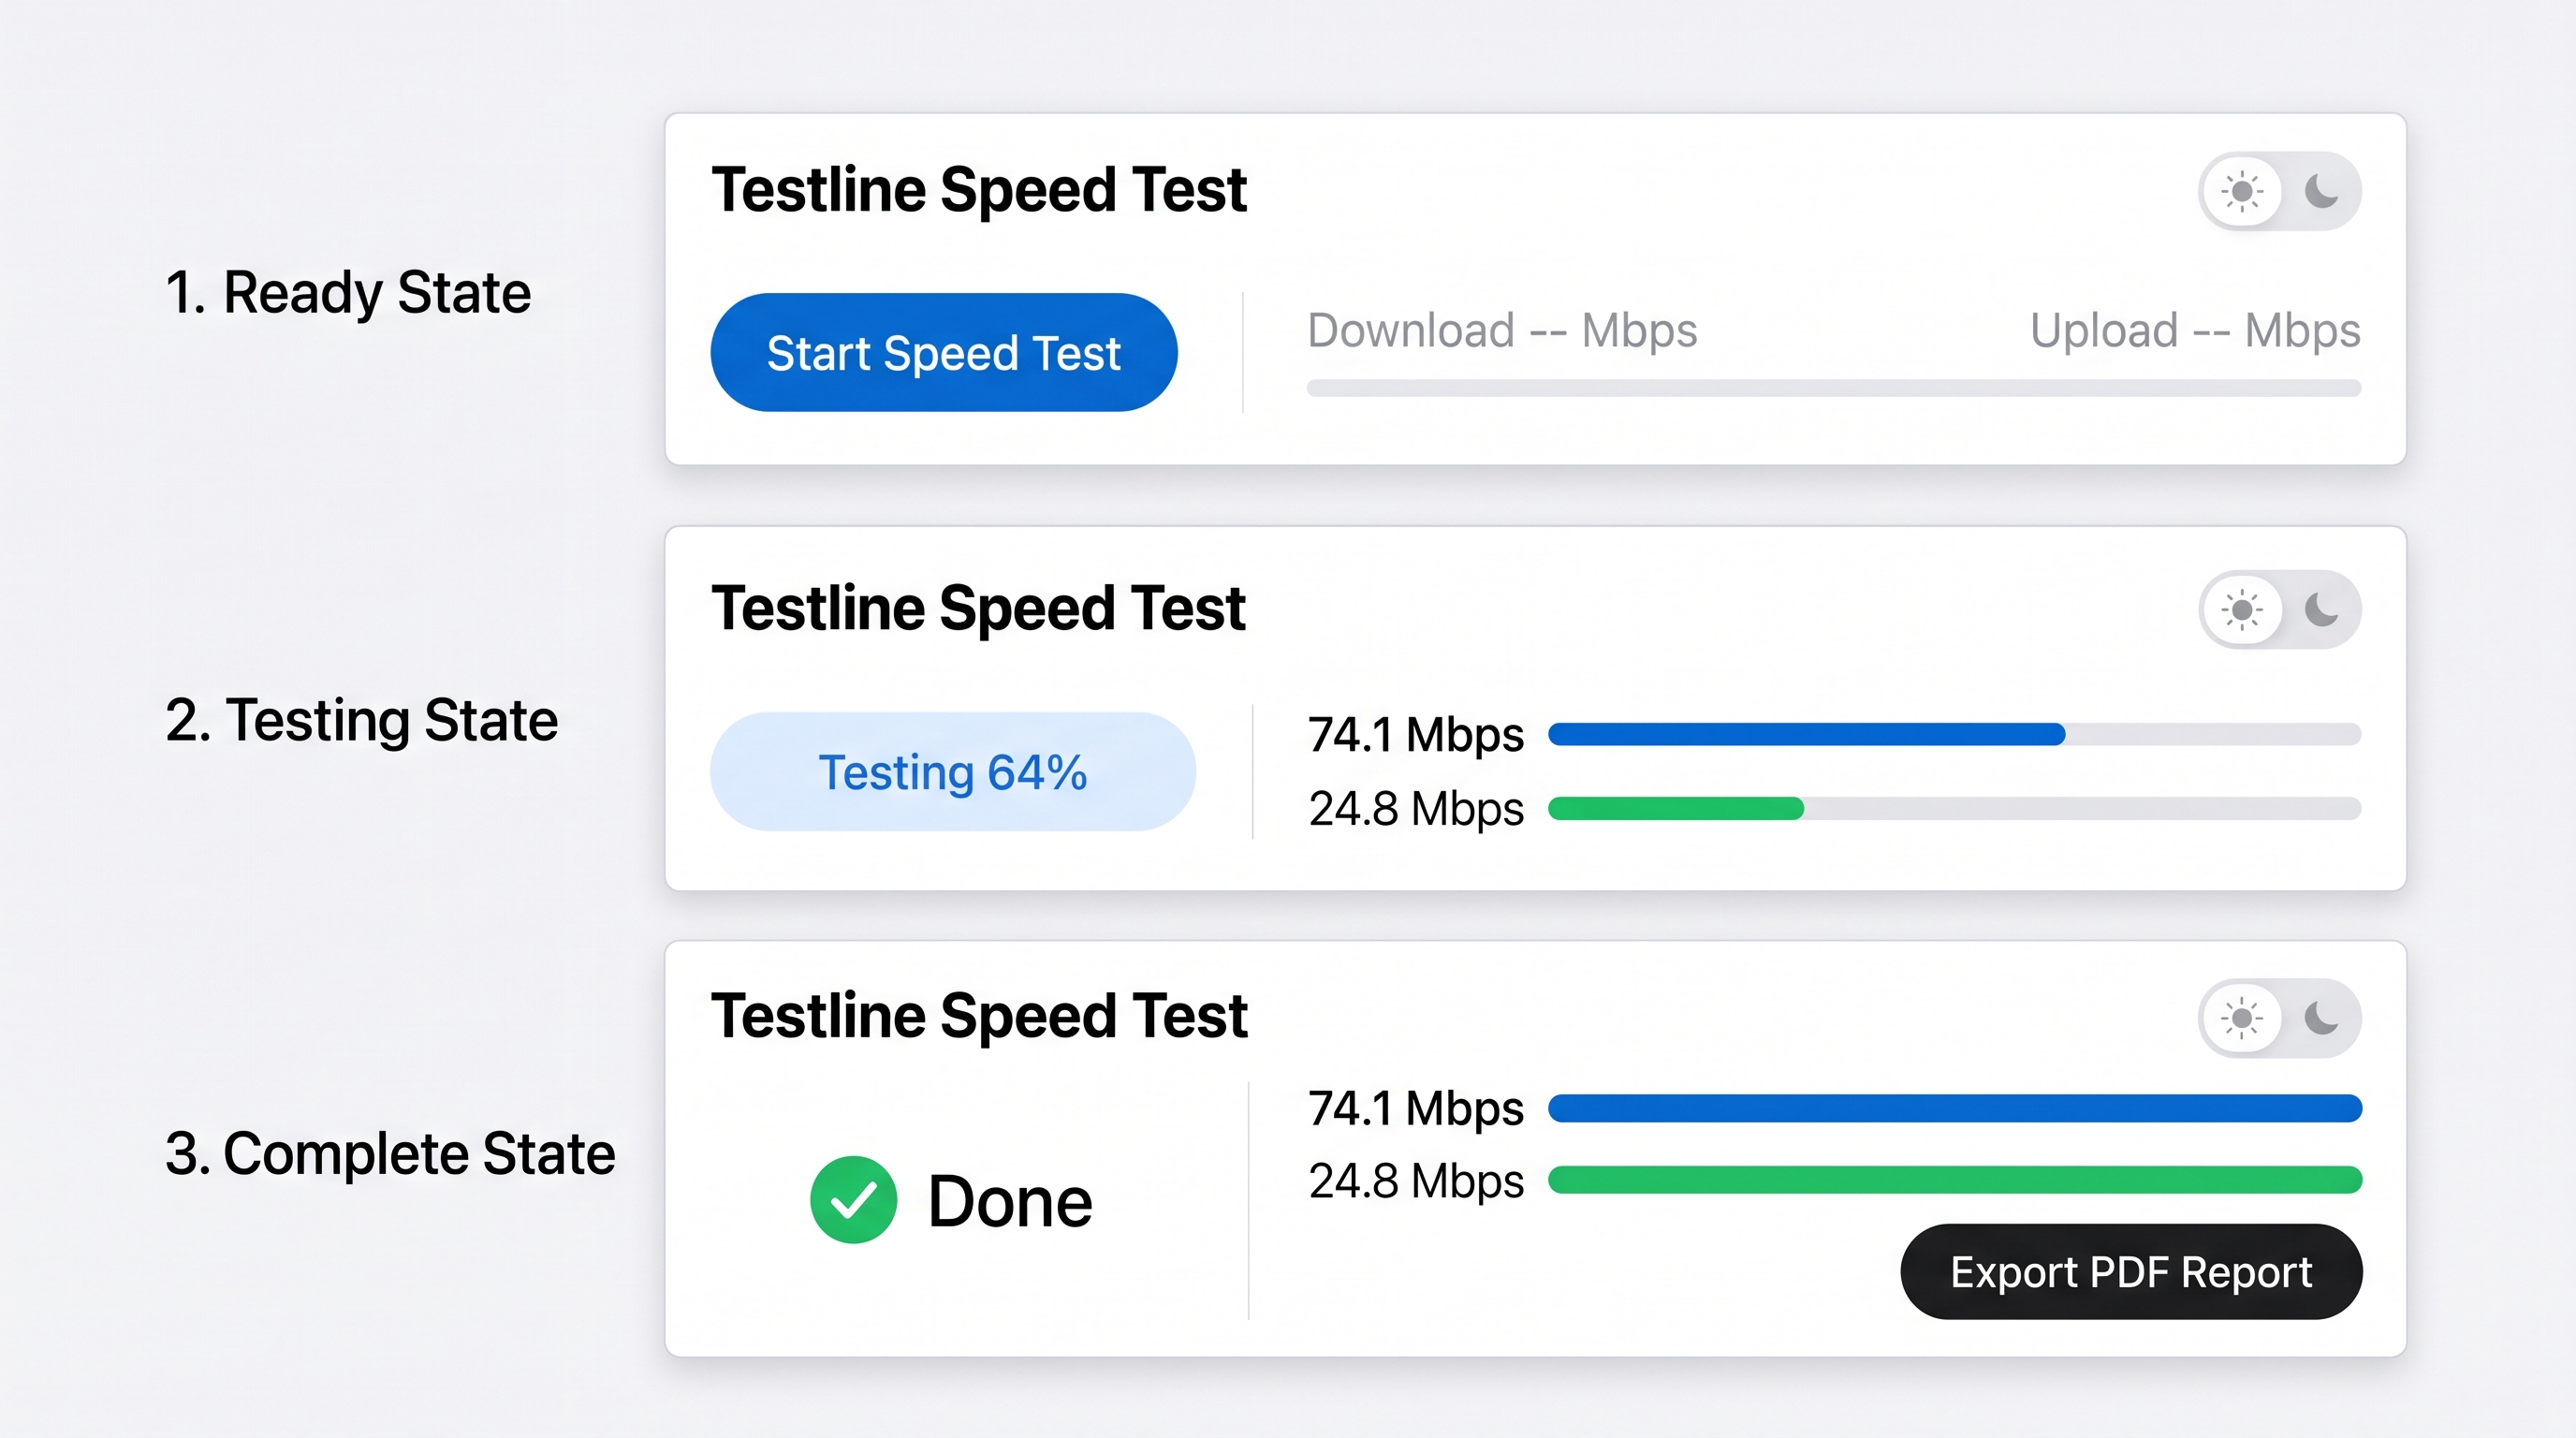 1. Ready State
Testline Speed Test
Start Speed Test
Download -- Mbps
Upload -- Mbps
2. Testing State
Testline Speed Test
Testing 64%
74.1 Mbps
24.8 Mbps
3. Complete State
Testline Speed Test
Done
74.1 Mbps
24.8 Mbps
Export PDF Report